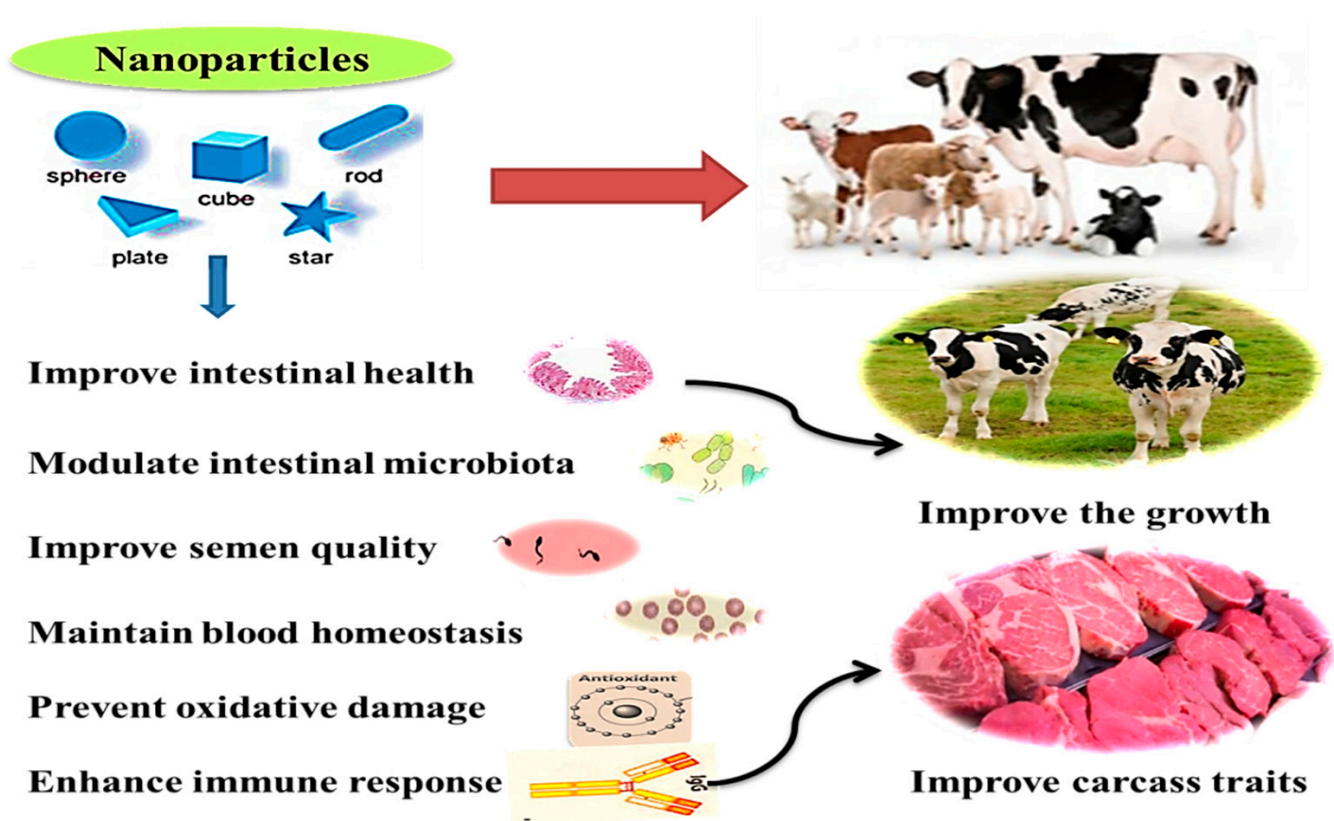 Nanoparticles
sphere
cube
rod
plate
star
Improve intestinal health
Modulate intestinal microbiota
Improve semen quality
Maintain blood homeostasis
Antioxidant
Prevent oxidative damage
Enhance immune response
IgG
Improve the growth
Improve carcass traits